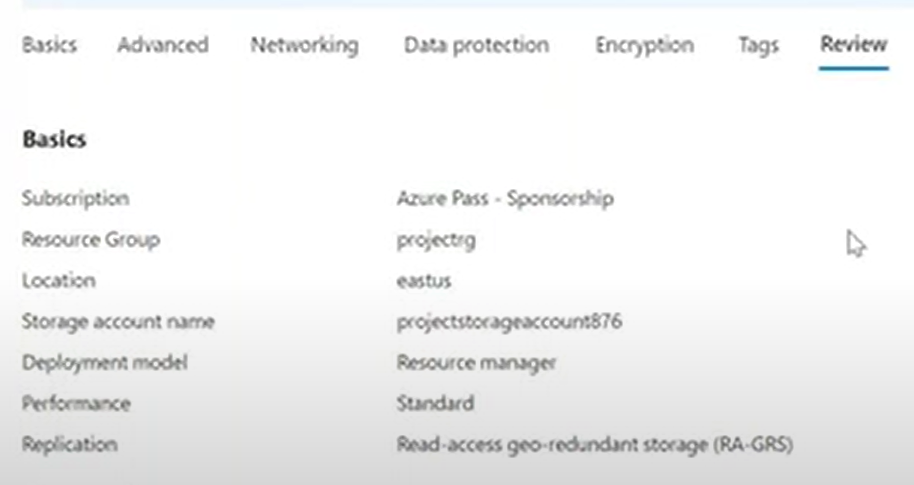 Basics Advanced Networking Data protection Encryption Tags Review
Basics
Subscription Azure Pass - Sponsorship
Resource Group projectrg
Location eastus
Storage account name projectstorageaccount876
Deployment model Resource manager
Performance Standard
Replication Read-access geo-redundant storage (RA-GRS)